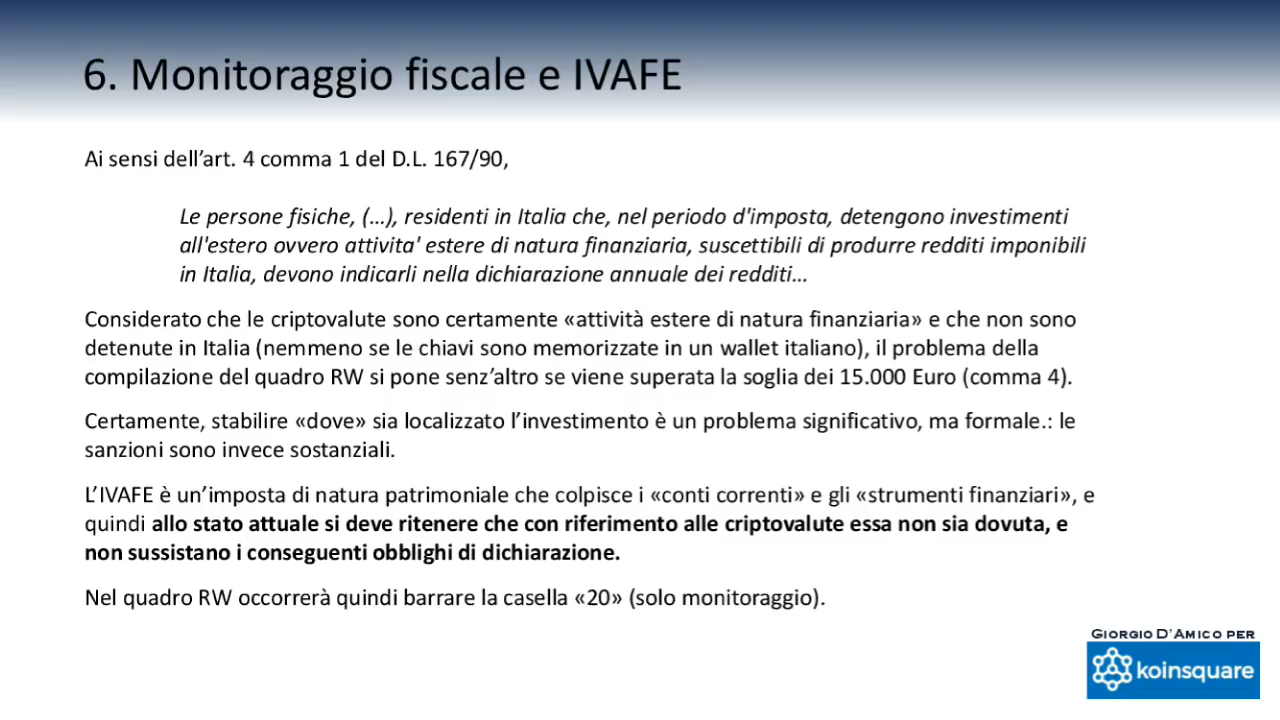 6. Monitoraggio fiscale e IVAFE
Ai sensi dell’art. 4 comma 1 del D.L. 167/90,
Le persone fisiche, (…), residenti in Italia che, nel periodo d'imposta, detengono investimenti
all'estero ovvero attivita' estere di natura finanziaria, suscettibili di produrre redditi imponibili
in Italia, devono indicarli nella dichiarazione annuale dei redditi…
Considerato che le criptovalute sono certamente «attività estere di natura finanziaria» e che non sono
detenute in Italia (nemmeno se le chiavi sono memorizzate in un wallet italiano), il problema della
compilazione del quadro RW si pone senz’altro se viene superata la soglia dei 15.000 Euro (comma 4).
Certamente, stabilire «dove» sia localizzato l’investimento è un problema significativo, ma formale.: le
sanzioni sono invece sostanziali.
L’IVAFE è un’imposta di natura patrimoniale che colpisce i «conti correnti» e gli «strumenti finanziari», e
quindi allo stato attuale si deve ritenere che con riferimento alle criptovalute essa non sia dovuta, e
non sussistano i conseguenti obblighi di dichiarazione.
Nel quadro RW occorrerà quindi barrare la casella «20» (solo monitoraggio).
Giorgio D’Amico per
koinsquare